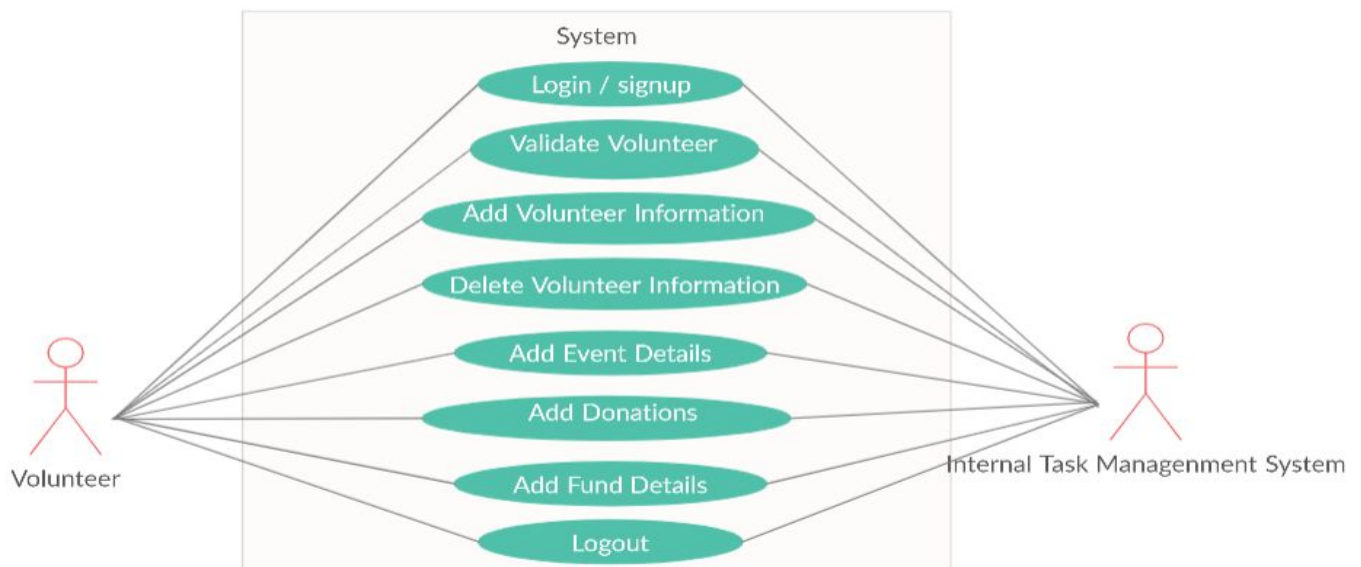 System
Login / signup
Validate Volunteer
Add Volunteer Information
Delete Volunteer Information
Add Event Details
Add Donations
Add Fund Details
Logout
Volunteer
Internal Task Managenment System